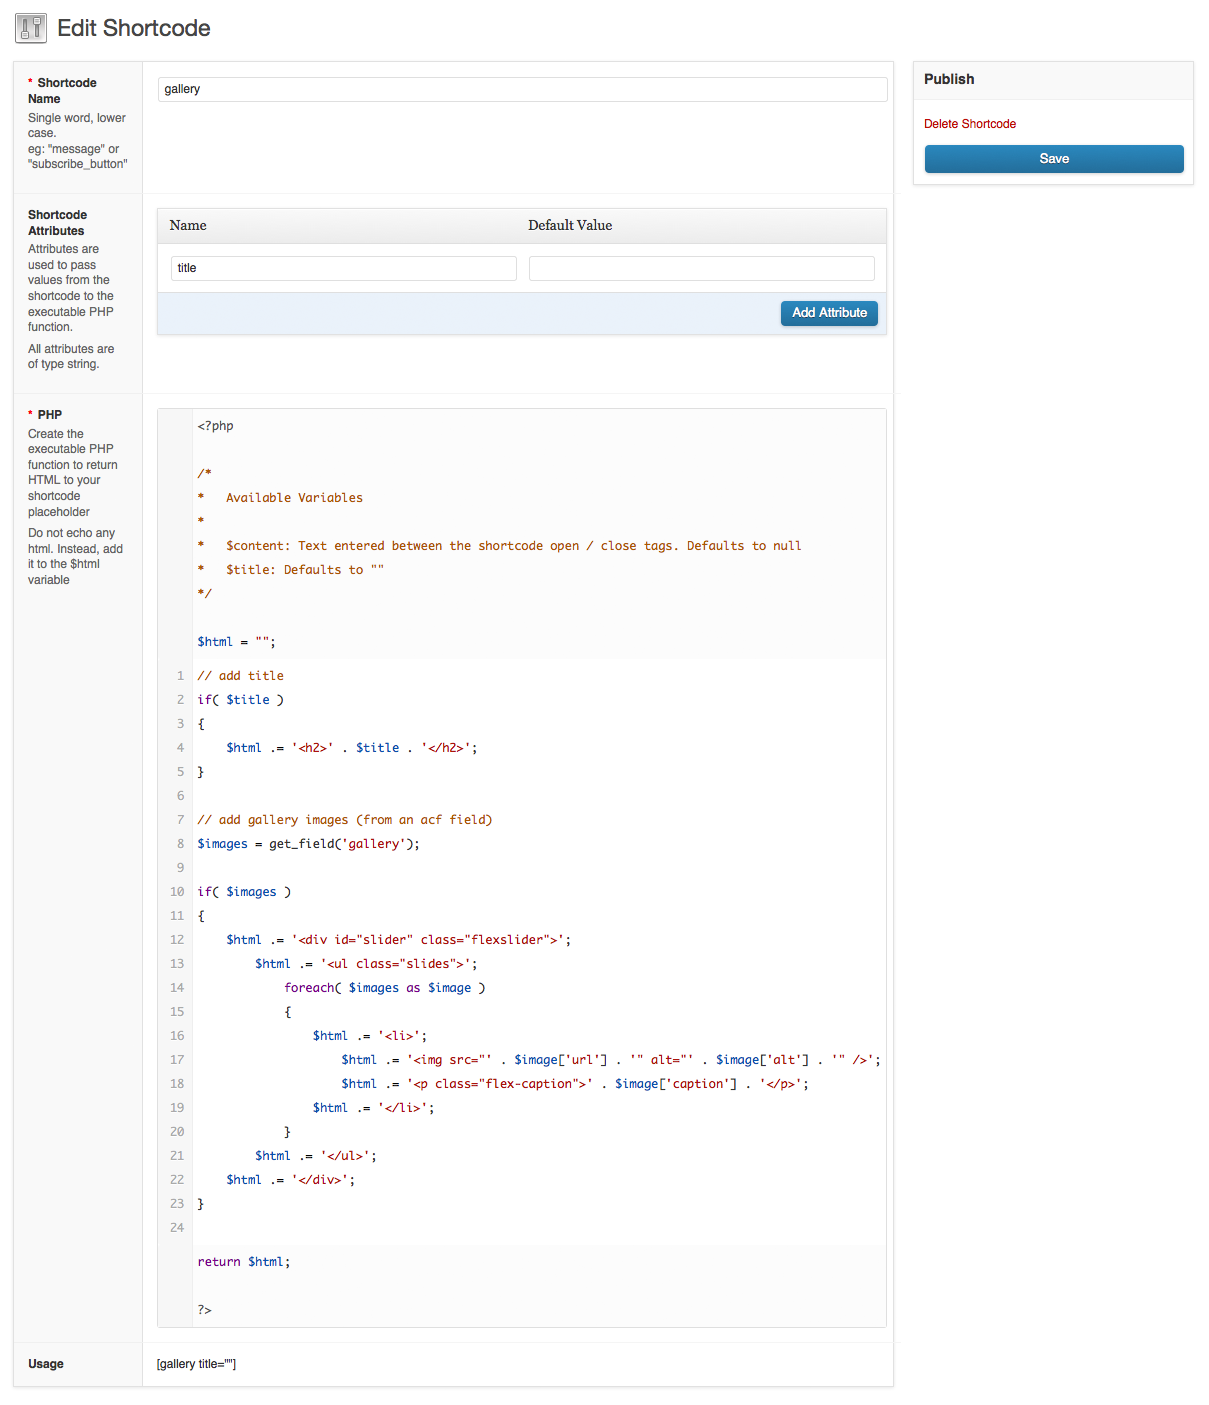 Edit Shortcode
* Shortcode
Name
Single word, lower
case.
eg: "message" or
"subscribe_button"
gallery
Publish
Delete Shortcode
Save
Shortcode
Attributes
Attributes are
used to pass
values from the
shortcode to the
executable PHP
function.
All attributes are
of type string.
Name Default Value
title
Add Attribute
* PHP
Create the
executable PHP
function to return
HTML to your
shortcode
placeholder
Do not echo any
html. Instead, add
it to the $html
variable
<?php
/*
*   Available Variables
*
*   $content: Text entered between the shortcode open / close tags. Defaults to null
*   $title: Defaults to ""
*/
$html = "";
1 // add title
2 if( $title )
3 {
4     $html .= '<h2>' . $title . '</h2>';
5 }
6
7 // add gallery images (from an acf field)
8 $images = get_field('gallery');
9
10 if( $images )
11 {
12     $html .= '<div id="slider" class="flexslider">';
13         $html .= '<ul class="slides">';
14             foreach( $images as $image )
15             {
16                 $html .= '<li>';
17                     $html .= '<img src="' . $image['url'] . '" alt="' . $image['alt'] . '" />';
18                     $html .= '<p class="flex-caption">' . $image['caption'] . '</p>';
19                 $html .= '</li>';
20             }
21         $html .= '</ul>';
22     $html .= '</div>';
23 }
24
return $html;
?>
Usage
[gallery title=""]